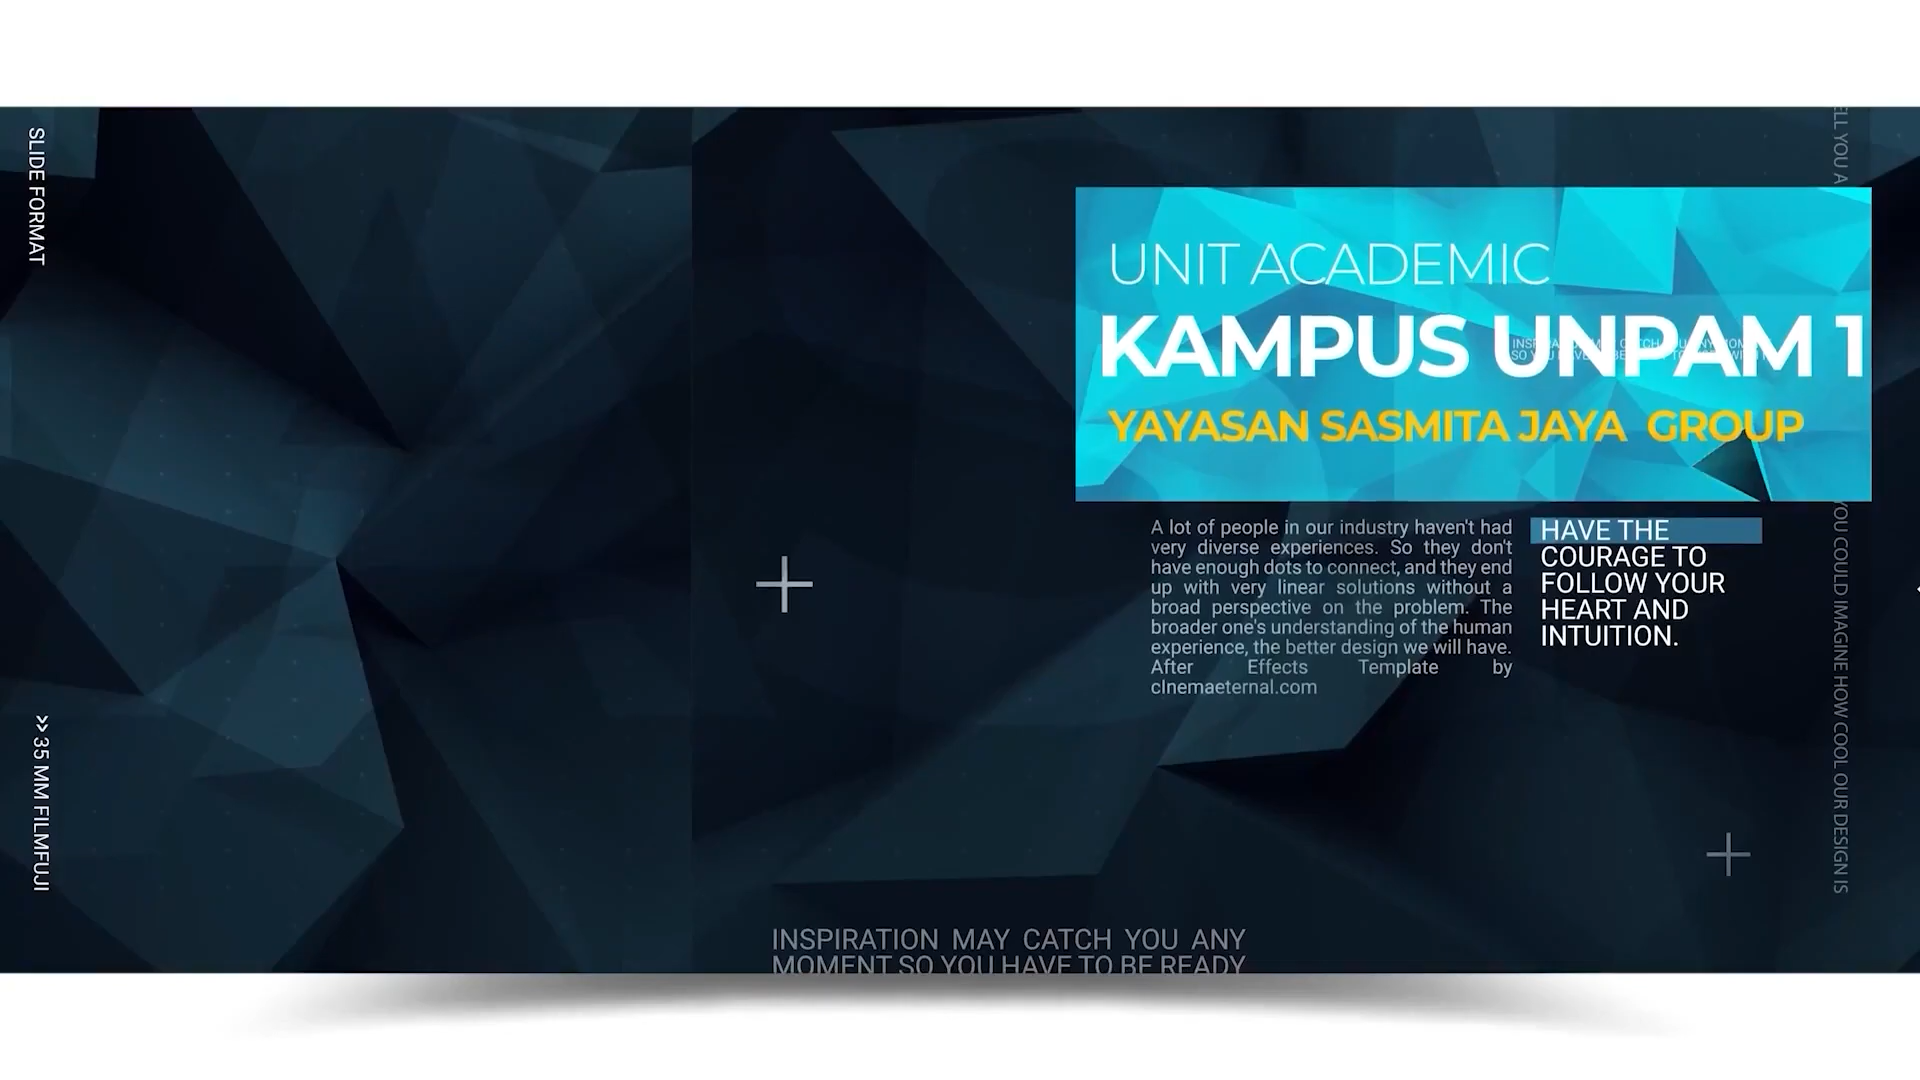 SLIDE FORMAT
>> 35 MM FILMFUJI
UNIT ACADEMIC
KAMPUS UNPAM 1
YAYASAN SASMITA JAYA GROUP
A lot of people in our industry haven't had
very diverse experiences. So they don't
have enough dots to connect, and they end
up with very linear solutions without a
broad perspective on the problem. The
broader one's understanding of the human
experience, the better design we will have.
After Effects Template by
cInemaeternal.com
HAVE THE
COURAGE TO
FOLLOW YOUR
HEART AND
INTUITION.
ELL YOU A
YOU COULD IMAGINE HOW COOL OUR DESIGN IS
INSPIRATION MAY CATCH YOU ANY
MOMENT SO YOU HAVE TO BE READY